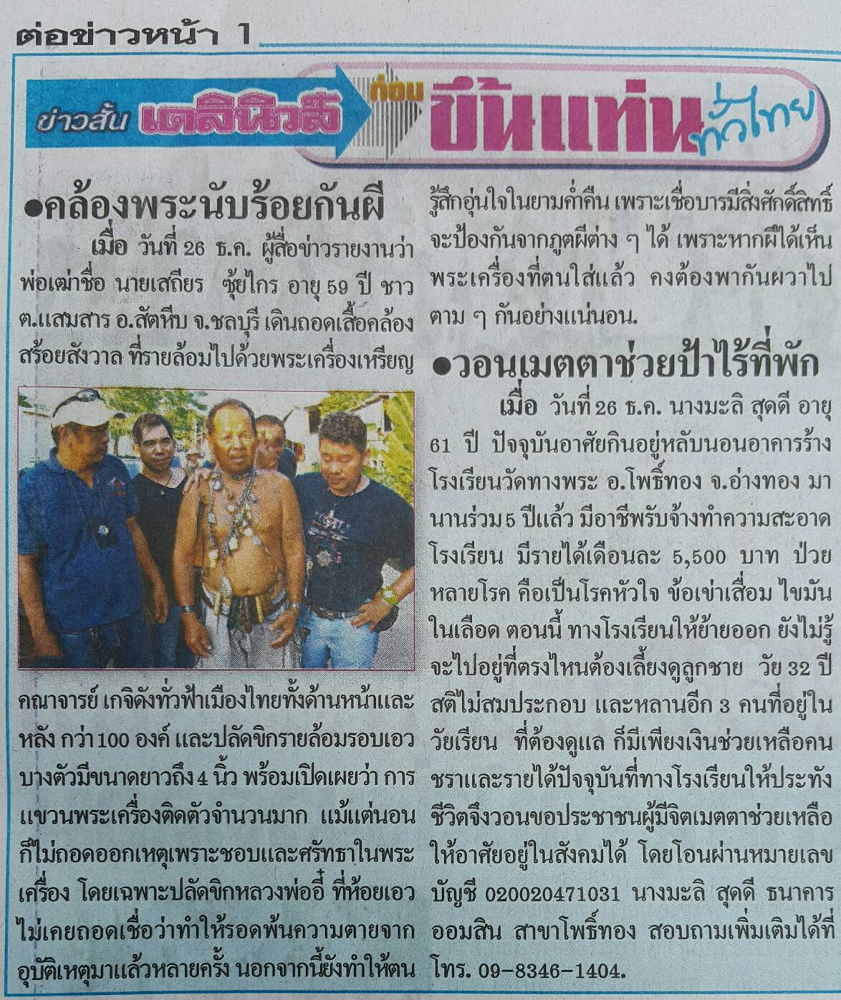 ต่อข่าวหน้า 1
ข่าวสั้น เดลินิวส์ ก่อน ขึ้นแท่น ทั่วไทย
●คล้องพระนับร้อยกันผี
เมื่อ วันที่ 26 ธ.ค. ผู้สื่อข่าวรายงานว่า
พ่อเฒ่าชื่อ นายเสถียร ซุ้ยไกร อายุ 59 ปี ชาว
ต.แสมสาร อ.สัตหีบ จ.ชลบุรี เดินถอดเสื้อคล้อง
สร้อยสังวาล ที่รายล้อมไปด้วยพระเครื่องเหรียญ
คณาจารย์ เกจิดังทั่วฟ้าเมืองไทยทั้งด้านหน้าและ
หลัง กว่า 100 องค์ และปลัดขิกรายล้อมรอบเอว
บางตัวมีขนาดยาวถึง 4 นิ้ว พร้อมเปิดเผยว่า การ
แขวนพระเครื่องติดตัวจำนวนมาก แม้แต่นอน
ก็ไม่ถอดออกเหตุเพราะชอบและศรัทธาในพระ
เครื่อง โดยเฉพาะปลัดขิกหลวงพ่ออี๋ ที่ห้อยเอว
ไม่เคยถอดเชื่อว่าทำให้รอดพ้นความตายจาก
อุบัติเหตุมาแล้วหลายครั้ง นอกจากนี้ยังทำให้ตน
รู้สึกอุ่นใจในยามค่ำคืน เพราะเชื่อบารมีสิ่งศักดิ์สิทธิ์
จะป้องกันจากภูตผีต่าง ๆ ได้ เพราะหากผีได้เห็น
พระเครื่องที่ตนใส่แล้ว คงต้องพากันผวาไป
ตาม ๆ กันอย่างแน่นอน.
●วอนเมตตาช่วยป้าไร้ที่พัก
เมื่อ วันที่ 26 ธ.ค. นางมะลิ สุดดี อายุ
61 ปี ปัจจุบันอาศัยกินอยู่หลับนอนอาคารร้าง
โรงเรียนวัดทางพระ อ.โพธิ์ทอง จ.อ่างทอง มา
นานร่วม 5 ปีแล้ว มีอาชีพรับจ้างทำความสะอาด
โรงเรียน มีรายได้เดือนละ 5,500 บาท ป่วย
หลายโรค คือเป็นโรคหัวใจ ข้อเข่าเสื่อม ไขมัน
ในเลือด ตอนนี้ ทางโรงเรียนให้ย้ายออก ยังไม่รู้
จะไปอยู่ที่ตรงไหนต้องเลี้ยงดูลูกชาย วัย 32 ปี
สติไม่สมประกอบ และหลานอีก 3 คนที่อยู่ใน
วัยเรียน ที่ต้องดูแล ก็มีเพียงเงินช่วยเหลือคน
ชราและรายได้ปัจจุบันที่ทางโรงเรียนให้ประทัง
ชีวิตจึงวอนขอประชาชนผู้มีจิตเมตตาช่วยเหลือ
ให้อาศัยอยู่ในสังคมได้ โดยโอนผ่านหมายเลข
บัญชี 020020471031 นางมะลิ สุดดี ธนาคาร
ออมสิน สาขาโพธิ์ทอง สอบถามเพิ่มเติมได้ที่
โทร. 09-8346-1404.